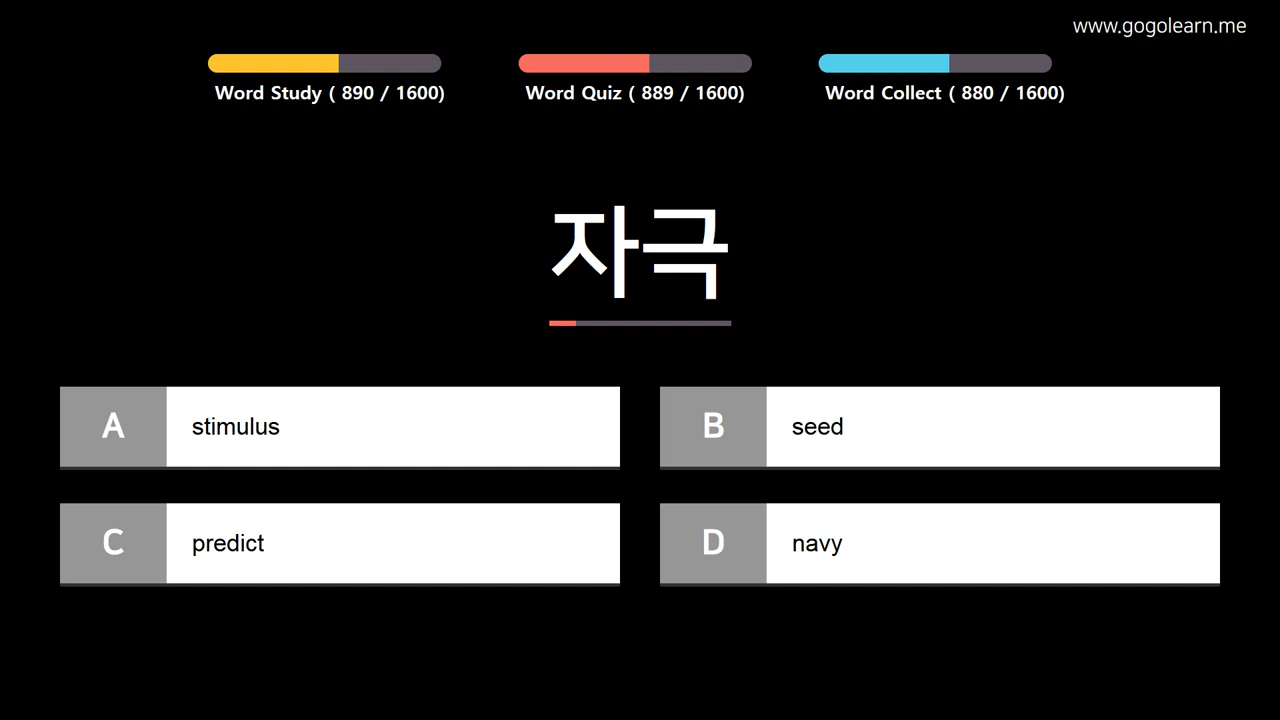 www.gogolearn.me
Word Study ( 890 / 1600)
Word Quiz ( 889 / 1600)
Word Collect ( 880 / 1600)
자극
A stimulus
B seed
C predict
D navy